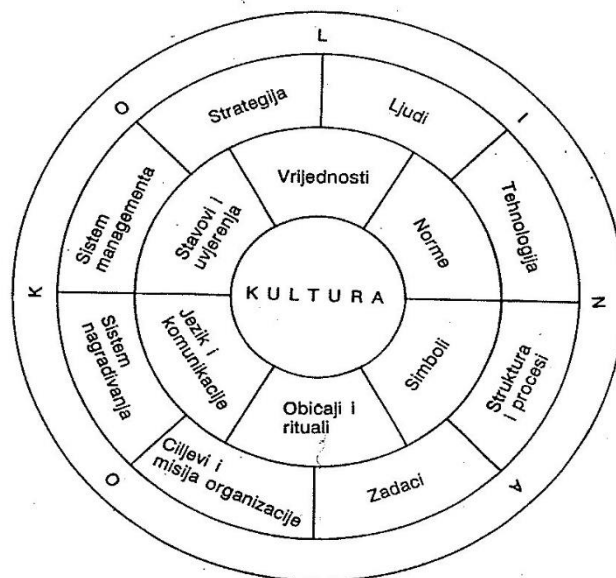 O K O L I N A
Strategija
Ljudi
Tehnologija
Struktura
i procesi
Zadaci
Ciljevi i
misija organizacije
Sistem
nagrađivanja
Sistem
managementa
Vrijednosti
Norme
Simboli
Običaji i
rituali
Jezik i
komunikacije
Stavovi i
uvjerenja
KULTURA